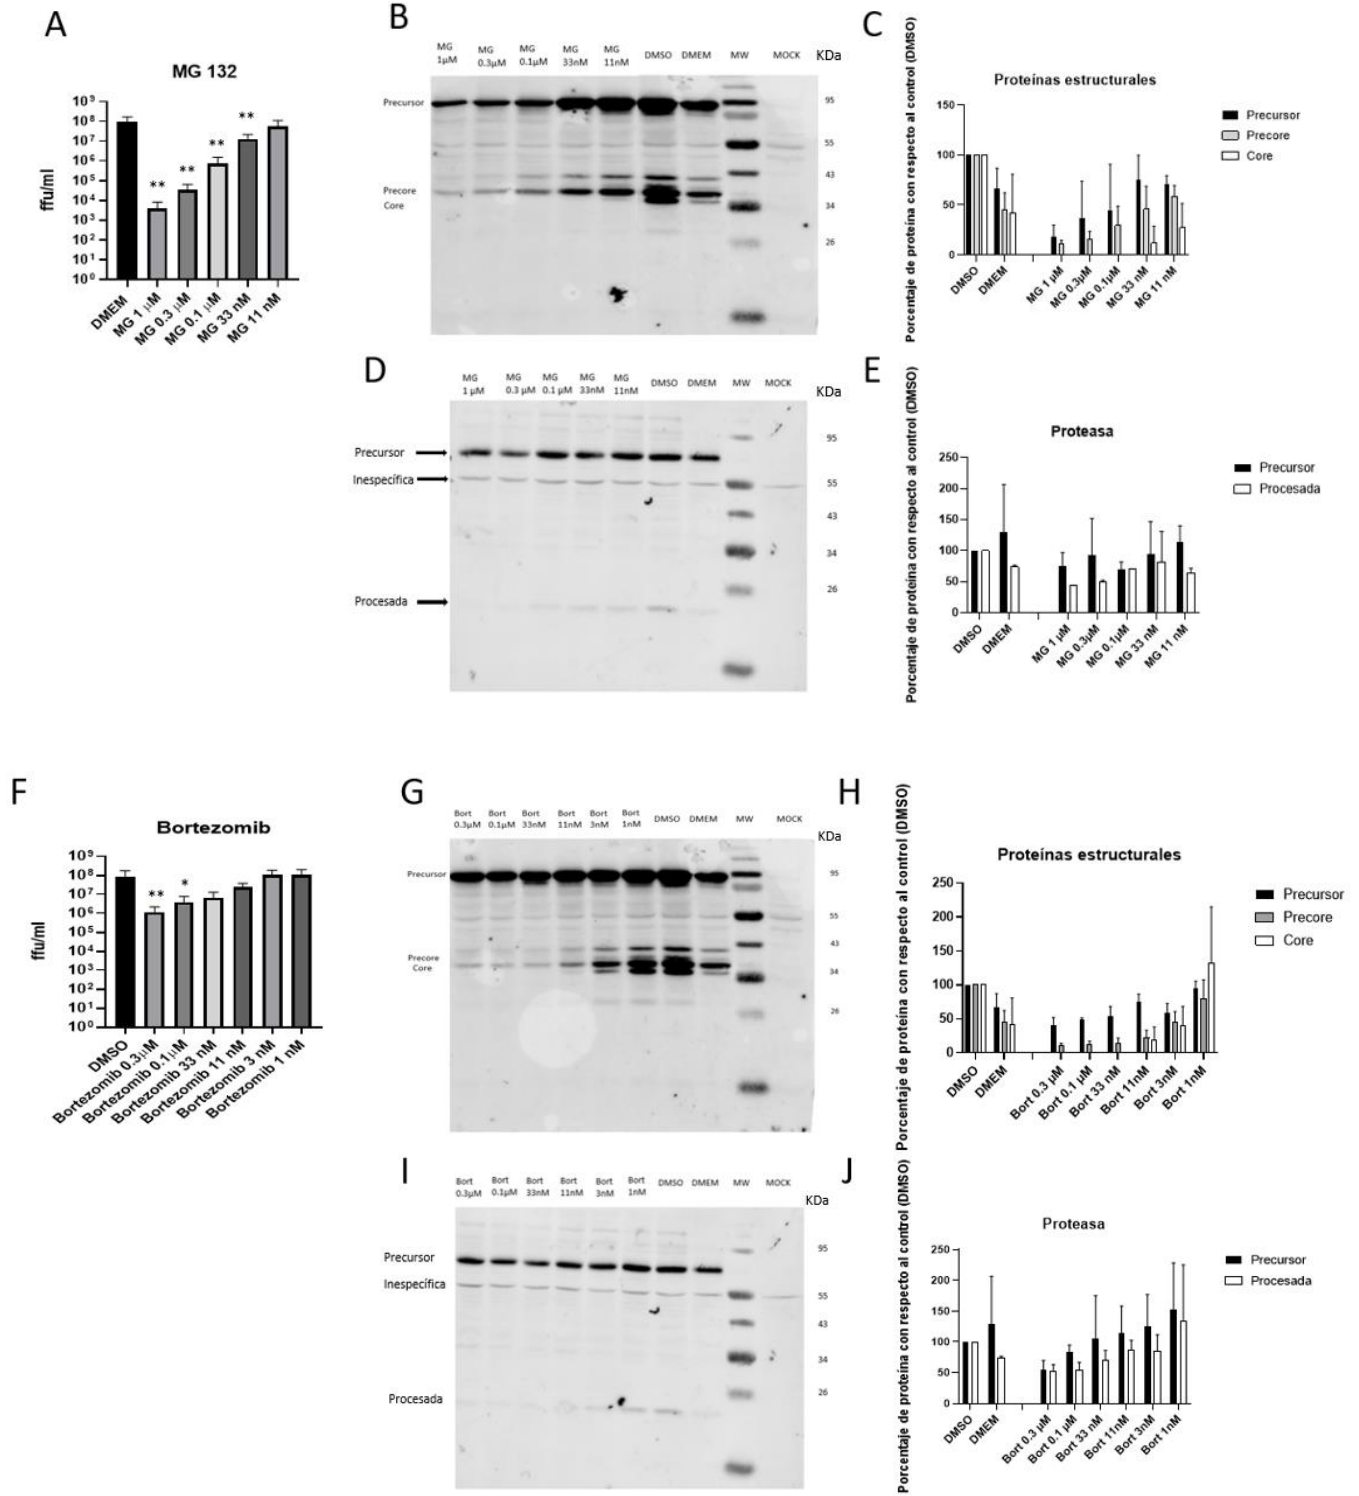 A
MG 132
ffu/ml
10⁹
10⁸
10⁷
10⁶
10⁵
10⁴
10³
10²
10¹
10⁰
** ** ** **
DMEM
MG 1 µM
MG 0.3 µM
MG 0.1 µM
MG 33 nM
MG 11 nM
B
MG MG MG MG MG DMSO DMEM MW MOCK KDa
1µM 0.3µM 0.1µM 33nM 11nM
Precursor
Precore
Core
95
55
43
34
26
C
Proteínas estructurales
Porcentaje de proteína con respecto al control (DMSO)
150
100
50
0
Precursor
Precore
Core
DMSO
DMEM
MG 1 µM
MG 0.3µM
MG 0.1µM
MG 33 nM
MG 11 nM
D
MG MG MG MG MG DMSO DMEM MW MOCK KDa
1 µM 0.3 µM 0.1 µM 33nM 11nM
Precursor
Inespecífica
Procesada
95
55
43
34
26
E
Proteasa
Porcentaje de proteína con respecto al control (DMSO)
250
200
150
100
50
0
Precursor
Procesada
DMSO
DMEM
MG 1 µM
MG 0.3µM
MG 0.1µM
MG 33 nM
MG 11 nM
F
Bortezomib
ffu/ml
10⁹
10⁸
10⁷
10⁶
10⁵
10⁴
10³
10²
10¹
10⁰
** *
DMSO
Bortezomib 0.3µM
Bortezomib 0.1µM
Bortezomib 33 nM
Bortezomib 11 nM
Bortezomib 3 nM
Bortezomib 1 nM
G
Bort Bort Bort Bort Bort Bort DMSO DMEM MW MOCK
0.3µM 0.1µM 33nM 11nM 3nM 1nM
KDa
Precursor
Precore
Core
95
55
43
34
26
H
Proteínas estructurales
Porcentaje de proteína con respecto al control (DMSO)
250
200
150
100
50
0
Precursor
Precore
Core
DMSO
DMEM
Bort 0.3 µM
Bort 0.1 µM
Bort 33 nM
Bort 11nM
Bort 3nM
Bort 1nM
I
Bort Bort Bort Bort Bort Bort DMSO DMEM MW MOCK
0.3µM 0.1µM 33nM 11nM 3nM 1nM
KDa
Precursor
Inespecífica
Procesada
95
55
43
34
26
J
Proteasa
Porcentaje de proteína con respecto al control (DMSO)
250
200
150
100
50
0
Precursor
Procesada
DMSO
DMEM
Bort 0.3 µM
Bort 0.1 µM
Bort 33 nM
Bort 11nM
Bort 3nM
Bort 1nM